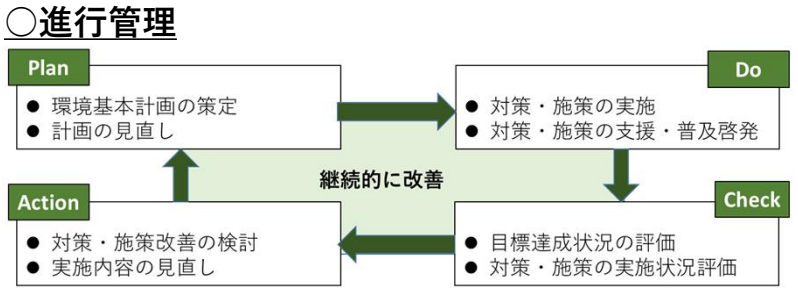 ○進行管理
Plan
● 環境基本計画の策定
● 計画の見直し
Do
● 対策・施策の実施
● 対策・施策の支援・普及啓発
継続的に改善
Action
● 対策・施策改善の検討
● 実施内容の見直し
Check
● 目標達成状況の評価
● 対策・施策の実施状況評価